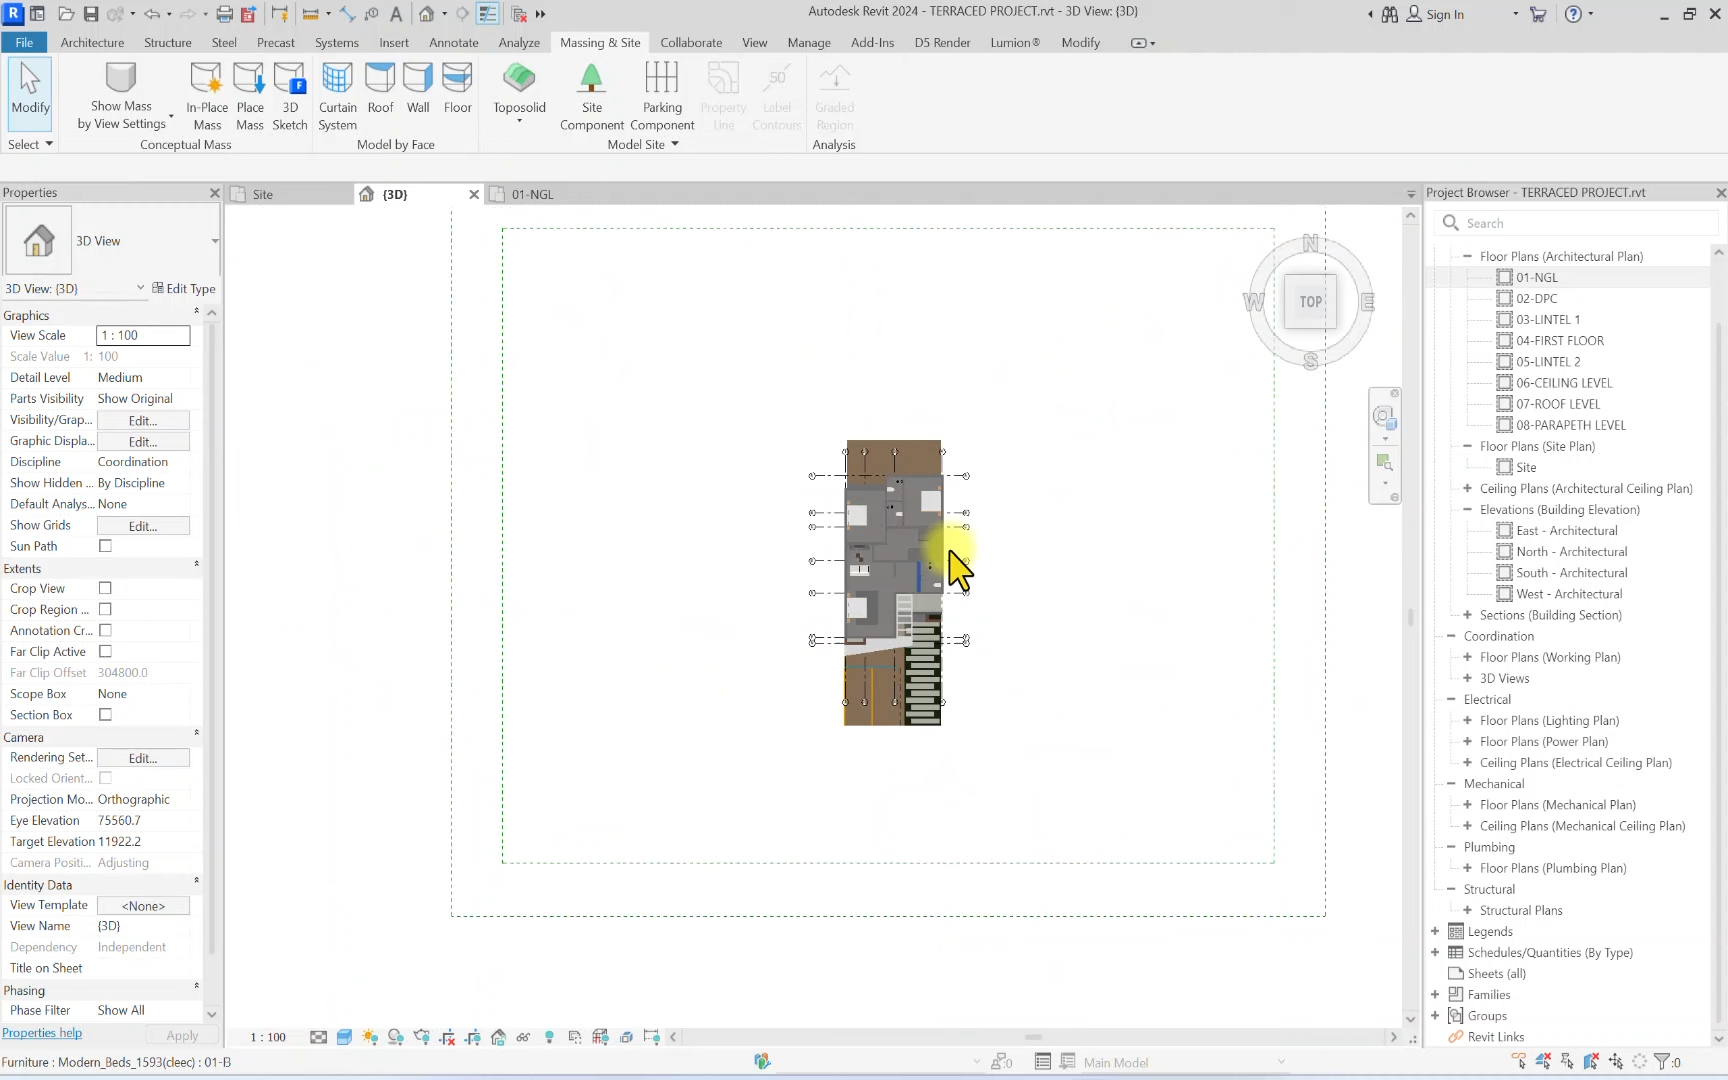 Autodesk Revit 2024 - TERRACED PROJECT.rvt - 3D View: {3D}
Sign In
File Architecture Structure Steel Precast Systems Insert Annotate Analyze Massing & Site Collaborate View Manage Add-Ins D5 Render Lumion® Modify
Modify
Show Mass
by View Settings
In-Place
Mass
Place
Mass
3D
Sketch
Curtain
System
Roof
Wall
Floor
Toposolid
Site
Component
Parking
Component
Property
Line
50
Label
Contours
Graded
Region
Select
Conceptual Mass
Model by Face
Model Site
Analysis
Properties
3D View
3D View: {3D}
Edit Type
Graphics
View Scale 1 : 100
Scale Value 1: 100
Detail Level Medium
Parts Visibility Show Original
Visibility/Grap... Edit...
Graphic Displa... Edit...
Discipline Coordination
Show Hidden ... By Discipline
Default Analys... None
Show Grids Edit...
Sun Path
Extents
Crop View
Crop Region ...
Annotation Cr...
Far Clip Active
Far Clip Offset 304800.0
Scope Box None
Section Box
Camera
Rendering Set... Edit...
Locked Orient...
Projection Mo... Orthographic
Eye Elevation 75560.7
Target Elevation 11922.2
Camera Positi... Adjusting
Identity Data
View Template <None>
View Name {3D}
Dependency Independent
Title on Sheet
Phasing
Phase Filter Show All
Properties help
Apply
Site
{3D}
01-NGL
N
W
TOP
E
S
1 : 100
Project Browser - TERRACED PROJECT.rvt
Search
Floor Plans (Architectural Plan)
01-NGL
02-DPC
03-LINTEL 1
04-FIRST FLOOR
05-LINTEL 2
06-CEILING LEVEL
07-ROOF LEVEL
08-PARAPETH LEVEL
Floor Plans (Site Plan)
Site
Ceiling Plans (Architectural Ceiling Plan)
Elevations (Building Elevation)
East - Architectural
North - Architectural
South - Architectural
West - Architectural
Sections (Building Section)
Coordination
Floor Plans (Working Plan)
3D Views
Electrical
Floor Plans (Lighting Plan)
Floor Plans (Power Plan)
Ceiling Plans (Electrical Ceiling Plan)
Mechanical
Floor Plans (Mechanical Plan)
Ceiling Plans (Mechanical Ceiling Plan)
Plumbing
Floor Plans (Plumbing Plan)
Structural
Structural Plans
Legends
Schedules/Quantities (By Type)
Sheets (all)
Families
Groups
Revit Links
Furniture : Modern_Beds_1593(cleec) : 01-B
:0
Main Model
:0